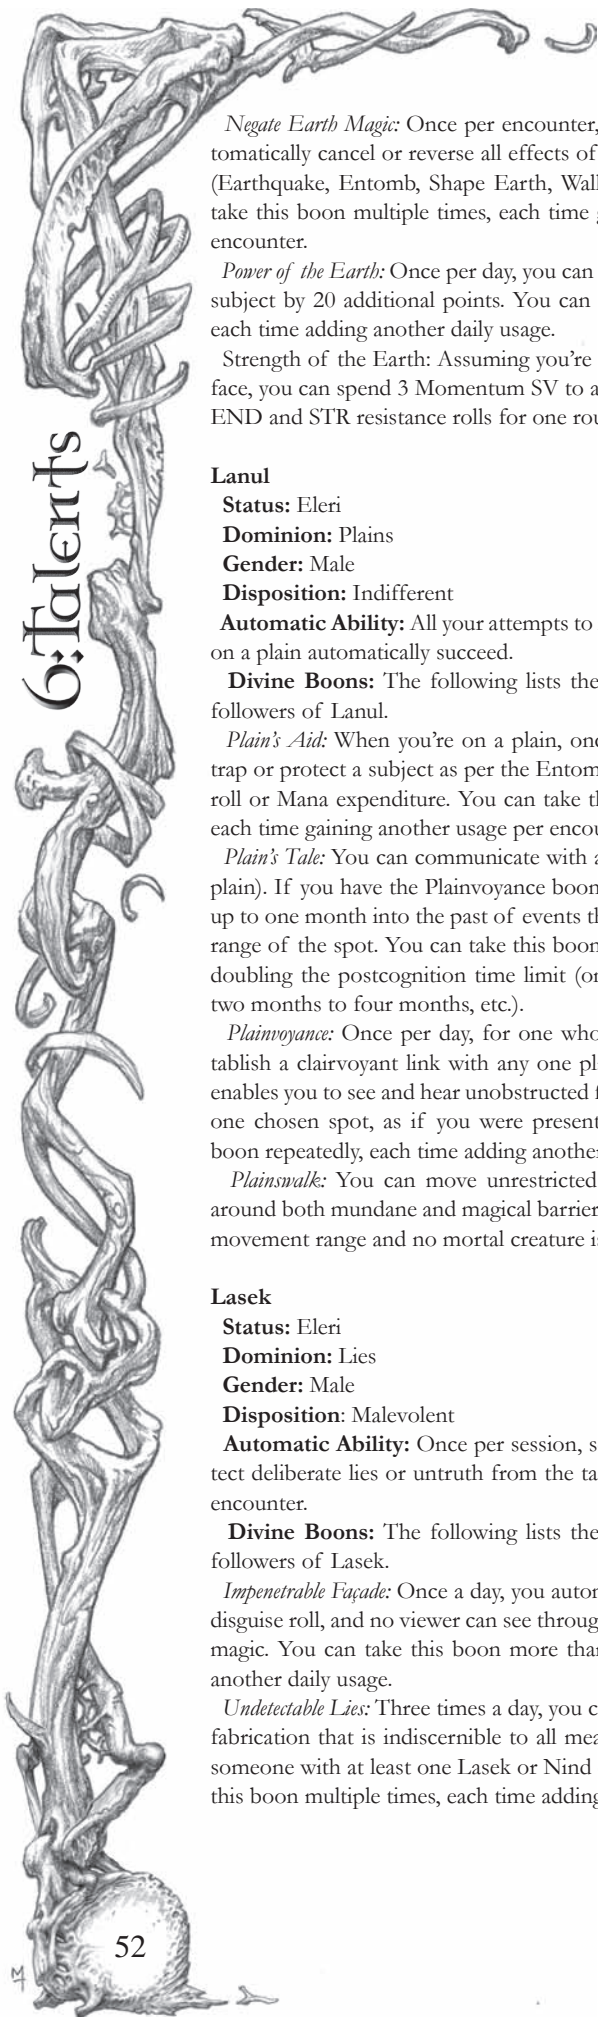 Negate Earth Magic: Once per encounter,
tomatically cancel or reverse all effects of
(Earthquake, Entomb, Shape Earth, Wall
take this boon multiple times, each time
encounter.
Power of the Earth: Once per day, you can
subject by 20 additional points. You can
each time adding another daily usage.
Strength of the Earth: Assuming you're
face, you can spend 3 Momentum SV to a
END and STR resistance rolls for one rou
Lanul
Status: Eleri
Dominion: Plains
Gender: Male
Disposition: Indifferent
Automatic Ability: All your attempts to
on a plain automatically succeed.
Divine Boons: The following lists the
followers of Lanul.
Plain's Aid: When you're on a plain, onc
trap or protect a subject as per the Entom
roll or Mana expenditure. You can take th
each time gaining another usage per encou
Plain's Tale: You can communicate with a
plain). If you have the Plainvoyance boon
up to one month into the past of events th
range of the spot. You can take this boon
doubling the postcognition time limit (or
two months to four months, etc.).
Plainvoyance: Once per day, for one who
tablish a clairvoyant link with any one pl
enables you to see and hear unobstructed f
one chosen spot, as if you were present
boon repeatedly, each time adding another
Plainswalk: You can move unrestricted
around both mundane and magical barrier
movement range and no mortal creature is
Lasek
Status: Eleri
Dominion: Lies
Gender: Male
Disposition: Malevolent
Automatic Ability: Once per session, s
tect deliberate lies or untruth from the ta
encounter.
Divine Boons: The following lists the
followers of Lasek.
Impenetrable Façade: Once a day, you autom
disguise roll, and no viewer can see throug
magic. You can take this boon more than
another daily usage.
Undetectable Lies: Three times a day, you c
fabrication that is indiscernible to all mea
someone with at least one Lasek or Nind
this boon multiple times, each time adding
6: Talents
52